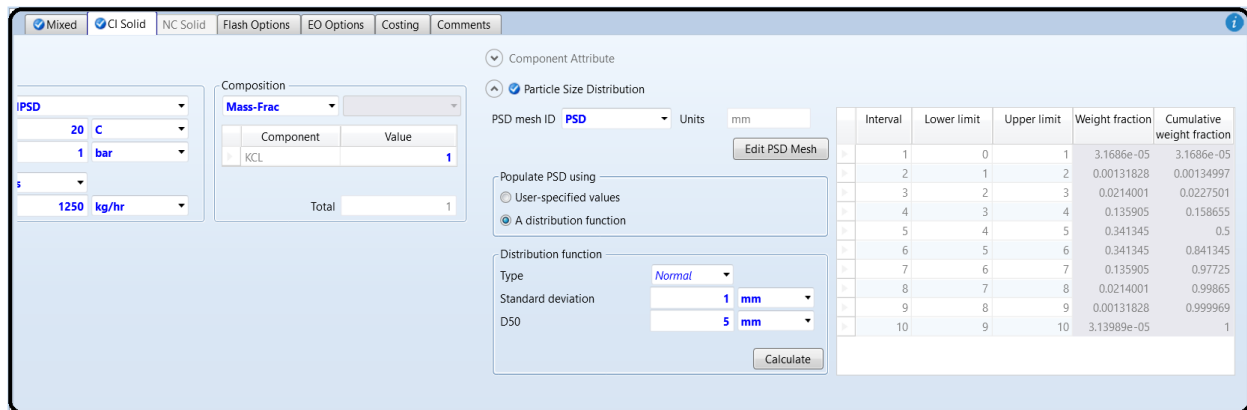 Mixed CI Solid NC Solid Flash Options EO Options Costing Comments
Component Attribute
Composition
Particle Size Distribution
IPSD
Mass-Frac
PSD mesh ID PSD Units mm
20 C
Component Value
1 bar
KCL 1
Edit PSD Mesh
s
1250 kg/hr
Total 1
Populate PSD using
User-specified values
A distribution function
Distribution function
Type Normal
Standard deviation 1 mm
D50 5 mm
Calculate
Interval Lower limit Upper limit Weight fraction Cumulative weight fraction
1 0 1 3.1686e-05 3.1686e-05
2 1 2 0.00131828 0.00134997
3 2 3 0.0214001 0.0227501
4 3 4 0.135905 0.158655
5 4 5 0.341345 0.5
6 5 6 0.341345 0.841345
7 6 7 0.135905 0.97725
8 7 8 0.0214001 0.99865
9 8 9 0.00131828 0.999969
10 9 10 3.13989e-05 1